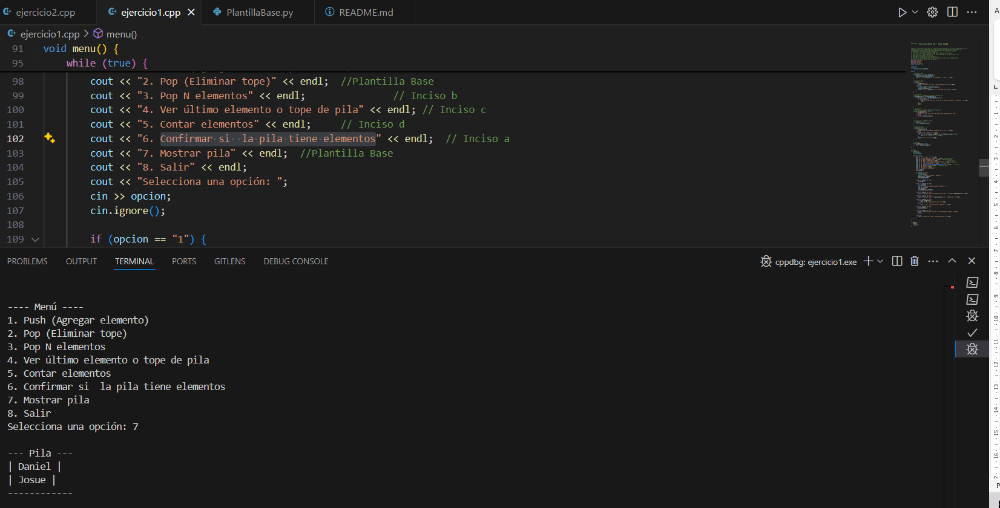 ejercicio2.cpp
ejercicio1.cpp
PlantillaBase.py
README.md
ejercicio1.cpp > menu()
91 void menu() {
95 while (true) {
98 cout << "2. Pop (Eliminar tope)" << endl; //Plantilla Base
99 cout << "3. Pop N elementos" << endl; // Inciso b
100 cout << "4. Ver último elemento o tope de pila" << endl; // Inciso c
101 cout << "5. Contar elementos" << endl; // Inciso d
102 cout << "6. Confirmar si  la pila tiene elementos" << endl; // Inciso a
103 cout << "7. Mostrar pila" << endl; //Plantilla Base
104 cout << "8. Salir" << endl;
105 cout << "Selecciona una opción: ";
106 cin >> opcion;
107 cin.ignore();
108
109 if (opcion == "1") {
PROBLEMS
OUTPUT
TERMINAL
PORTS
GITLENS
DEBUG CONSOLE
cppdbg: ejercicio1.exe
---- Menú ----
1. Push (Agregar elemento)
2. Pop (Eliminar tope)
3. Pop N elementos
4. Ver último elemento o tope de pila
5. Contar elementos
6. Confirmar si  la pila tiene elementos
7. Mostrar pila
8. Salir
Selecciona una opción: 7
--- Pila ---
| Daniel |
| Josue |
------------